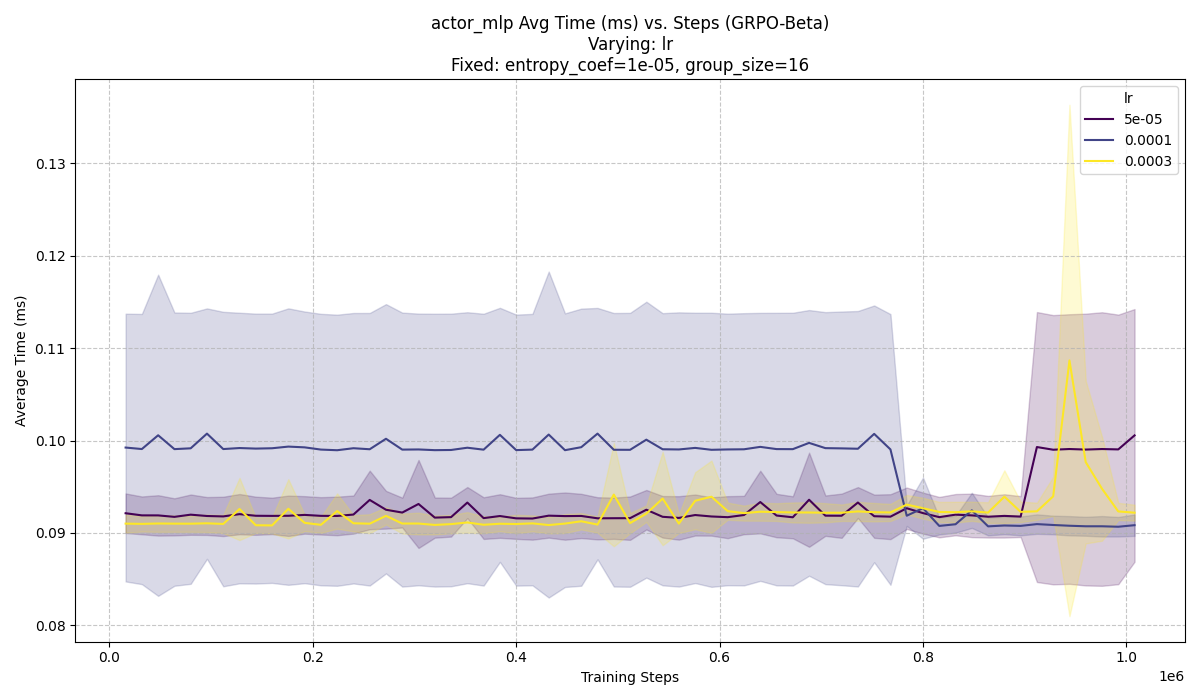 actor_mlp Avg Time (ms) vs. Steps (GRPO-Beta)
Varying: lr
Fixed: entropy_coef=1e-05, group_size=16
lr
5e-05
0.0001
0.0003
0.13
0.12
0.11
0.10
0.09
0.08
Average Time (ms)
0.0
0.2
0.4
0.6
0.8
1.0
1e6
Training Steps